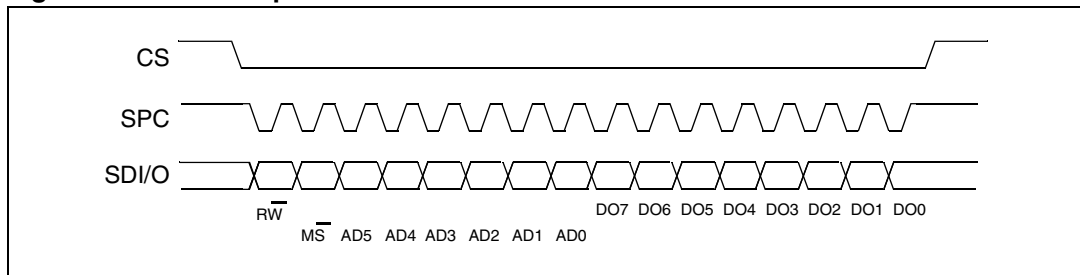 CS
SPC
SDI/O
RW̅
DO7 DO6 DO5 DO4 DO3 DO2 DO1 DO0
MS̅ AD5 AD4 AD3 AD2 AD1 AD0